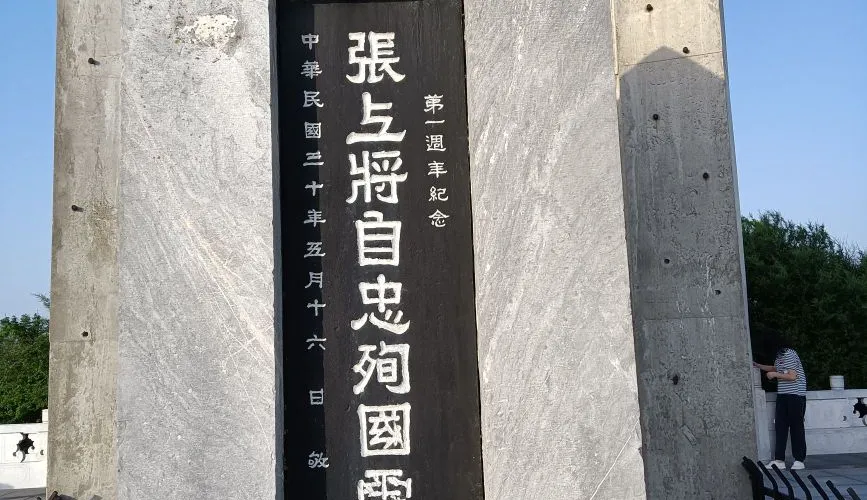 第一週年紀念
張上將自忠殉國
中華民國三十年五月十六日敬